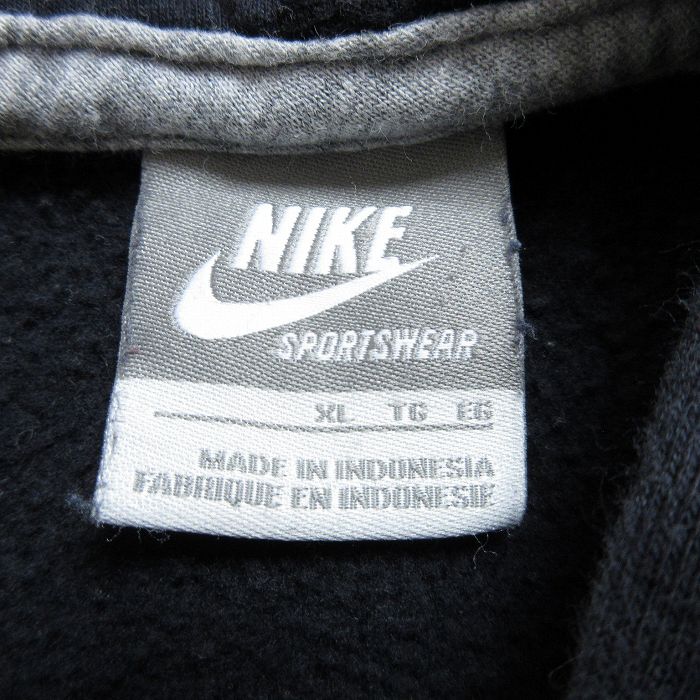 NIKE
SPORTSWEAR
XL TG EG
MADE IN INDONESIA
FABRIQUE EN INDONESIE